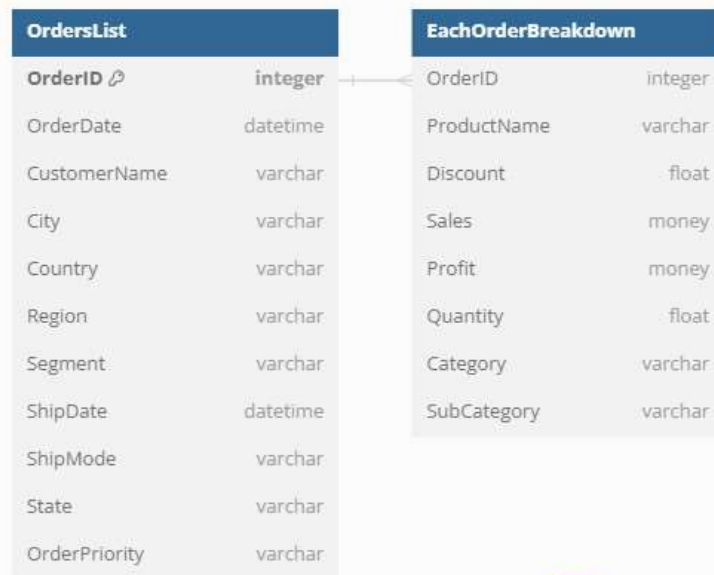 OrdersList
OrderID integer
OrderDate datetime
CustomerName varchar
City varchar
Country varchar
Region varchar
Segment varchar
ShipDate datetime
ShipMode varchar
State varchar
OrderPriority varchar
EachOrderBreakdown
OrderID integer
ProductName varchar
Discount float
Sales money
Profit money
Quantity float
Category varchar
SubCategory varchar